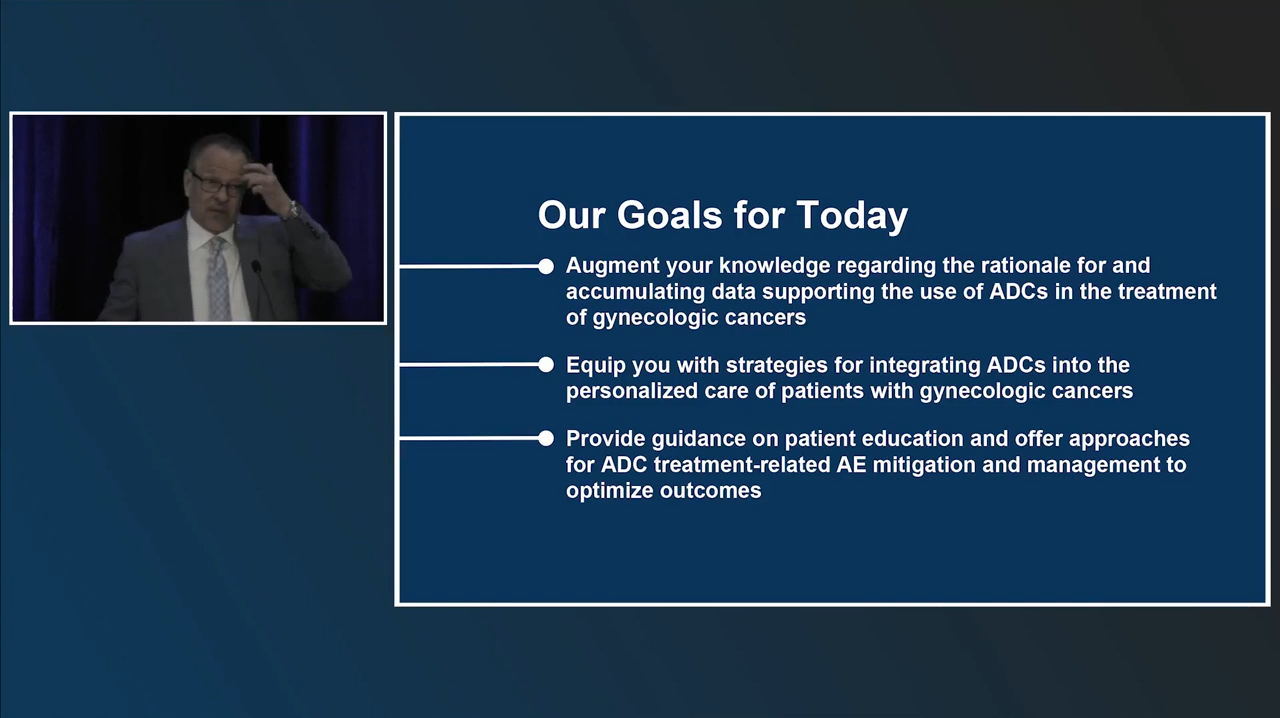 Our Goals for Today
Augment your knowledge regarding the rationale for and
accumulating data supporting the use of ADCs in the treatment
of gynecologic cancers
Equip you with strategies for integrating ADCs into the
personalized care of patients with gynecologic cancers
Provide guidance on patient education and offer approaches
for ADC treatment-related AE mitigation and management to
optimize outcomes